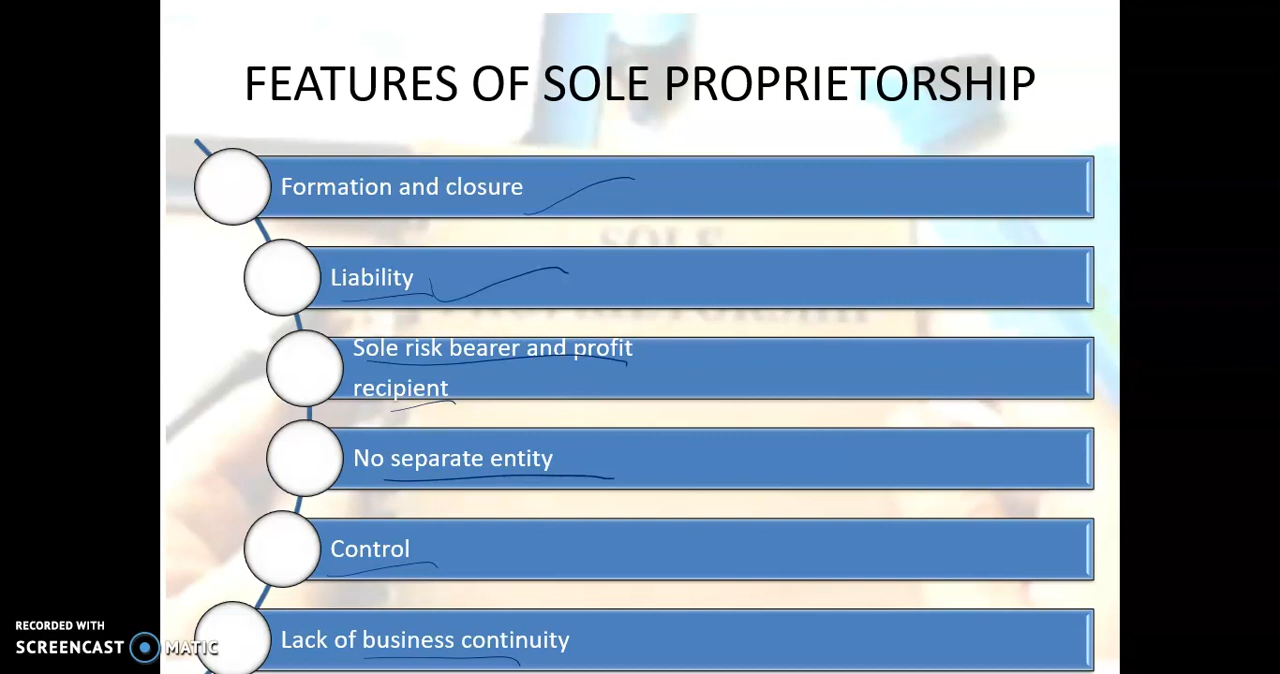 FEATURES OF SOLE PROPRIETORSHIP
Formation and closure
Liability
Sole risk bearer and profit
recipient
No separate entity
Control
Lack of business continuity
RECORDED WITH
SCREENCAST MATIC